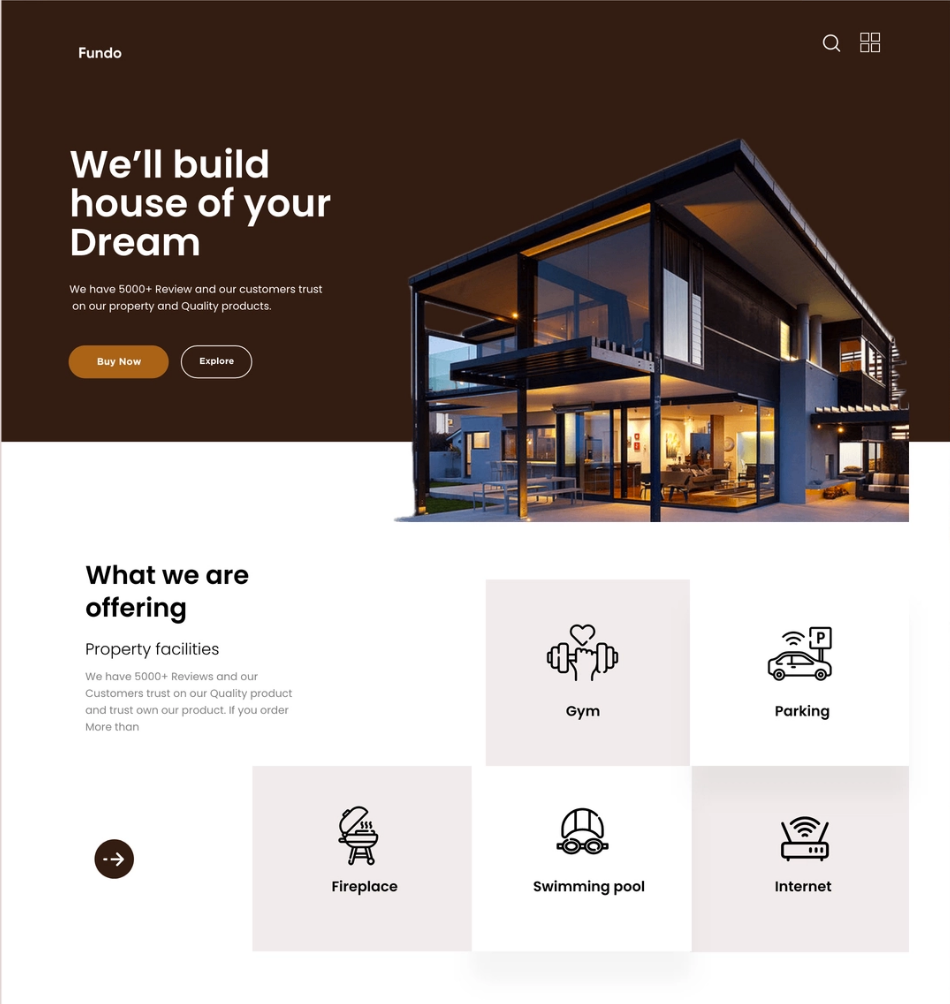 Fundo
We’ll build
house of your
Dream
We have 5000+ Review and our customers trust
on our property and Quality products.
Buy Now
Explore
What we are
offering
Property facilities
We have 5000+ Reviews and our
Customers trust on our Quality product
and trust own our product. If you order
More than
P
Gym
Parking
Fireplace
Swimming pool
Internet